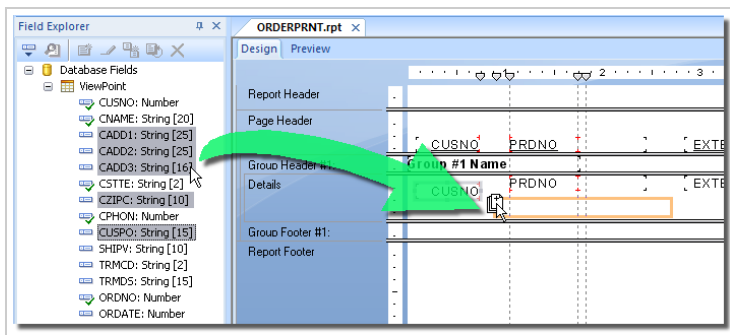 Field Explorer
ORDERPRNT.rpt
Design Preview
Database Fields
ViewPoint
CUSNO: Number
CNAME: String [20]
CADD1: String [25]
CADD2: String [25]
CADD3: String [16]
CSTTE: String [2]
CZIPC: String [10]
CPHON: Number
CUSPO: String [15]
SHIPV: String [10]
TRMCD: String [2]
TRMDS: String [15]
ORDNO: Number
ORDATE: Number
1 2 3
Report Header
Page Header
CUSNO PRDNO EXTE
Group Header #1:
Group #1 Name
Details
PRDNO EXTE
CUSNO
Group Footer #1:
Report Footer